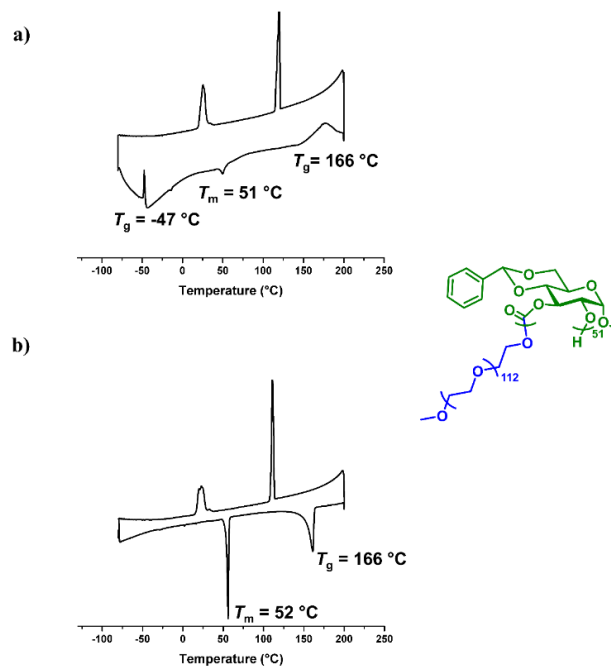 a)
Tg = -47 °C
Tm = 51 °C
Tg= 166 °C
-100 -50 0 50 100 150 200 250
Temperature (°C)
b)
Tm = 52 °C
Tg = 166 °C
-100 -50 0 50 100 150 200 250
Temperature (°C)
O
O O
O O
O O
O H 51
O
O 112
O